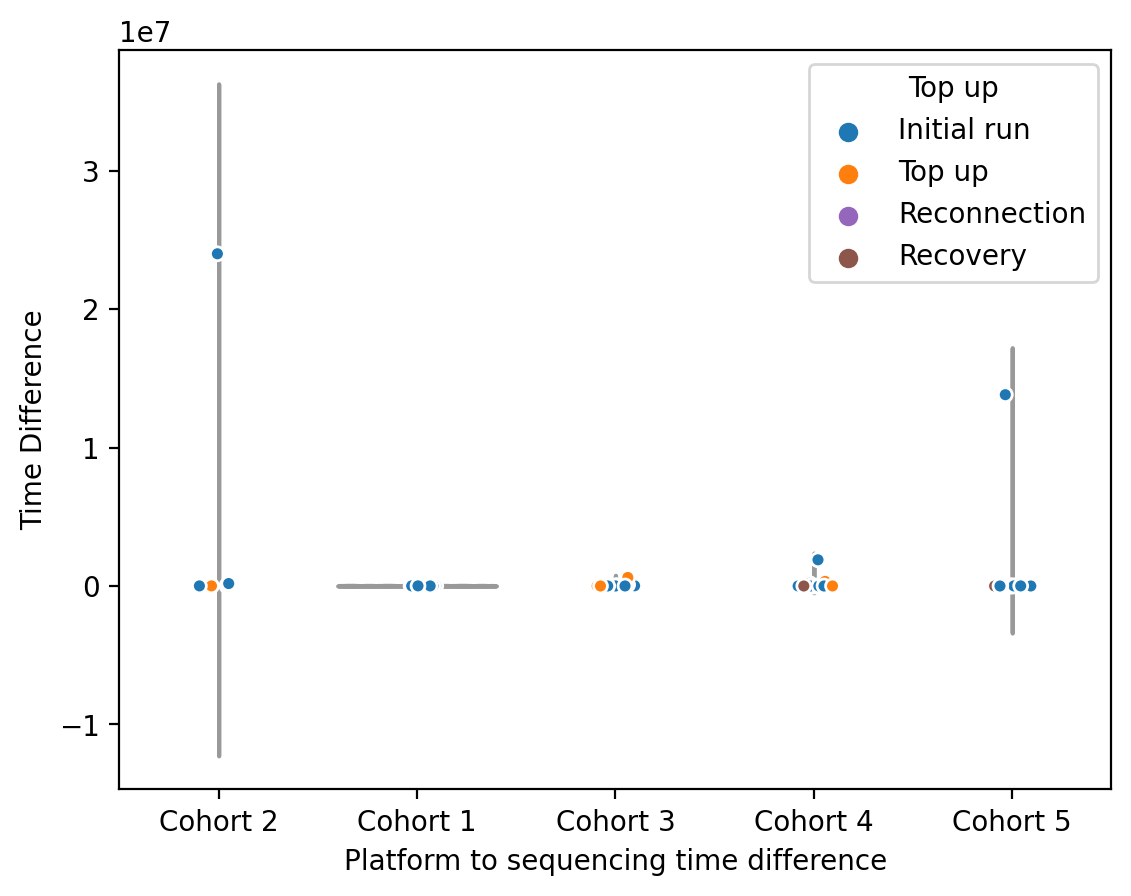 1e7
Top up
Initial run
Top up
Reconnection
Recovery
3
2
1
0
−1
Time Difference
Cohort 2 Cohort 1 Cohort 3 Cohort 4 Cohort 5
Platform to sequencing time difference